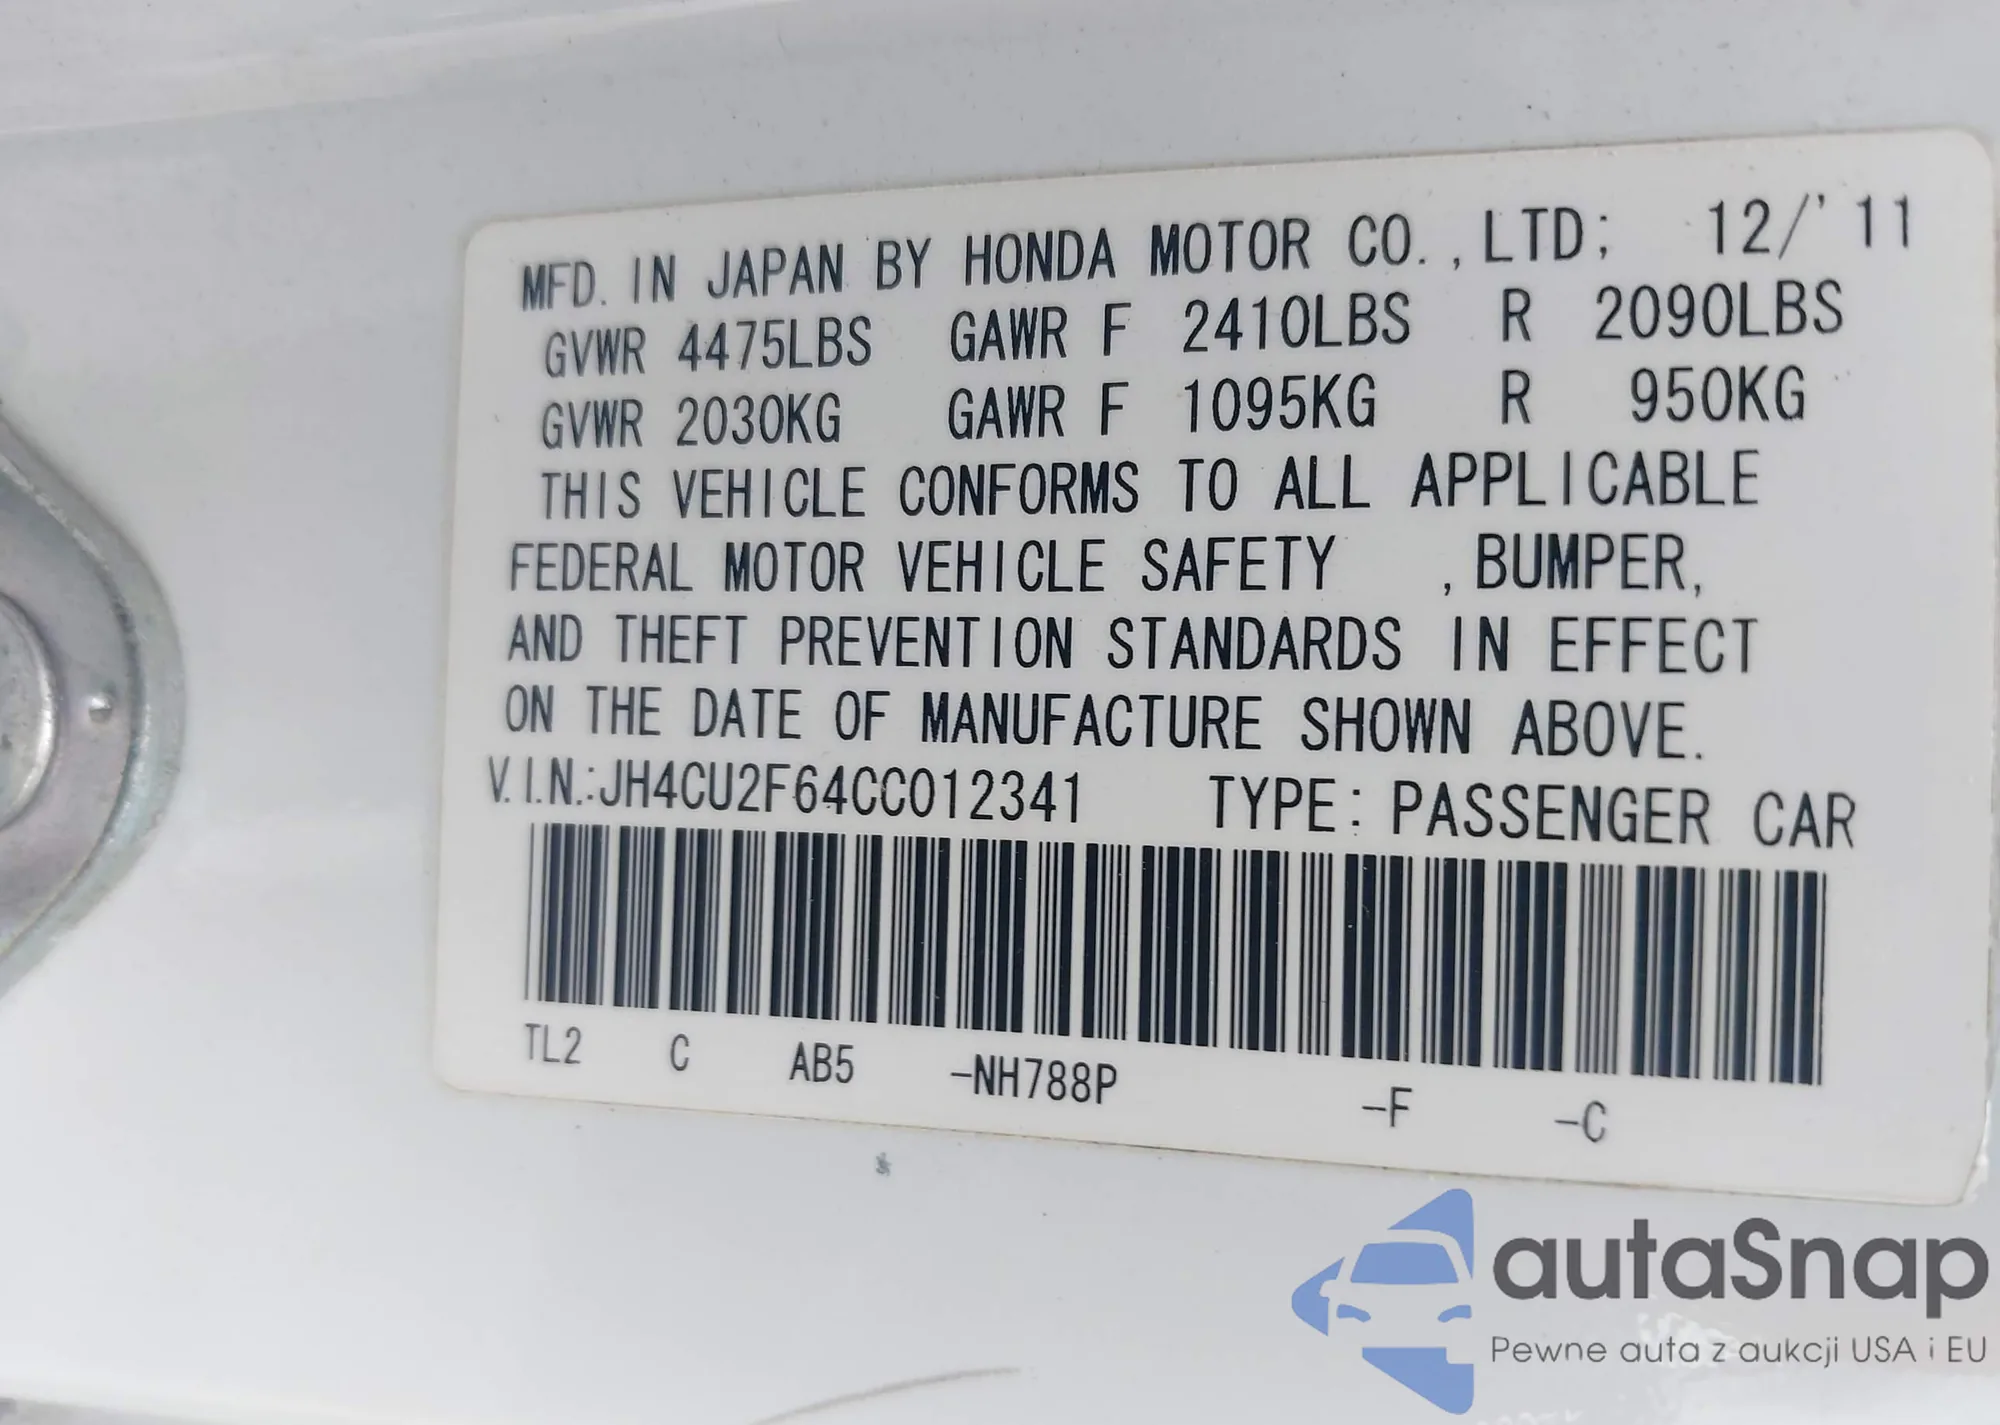 MFD. IN JAPAN BY HONDA MOTOR CO., LTD; 12/'11
GVWR 4475LBS GAWR F 2410LBS R 2090LBS
GVWR 2030KG GAWR F 1095KG R 950KG
THIS VEHICLE CONFORMS TO ALL APPLICABLE
FEDERAL MOTOR VEHICLE SAFETY , BUMPER,
AND THEFT PREVENTION STANDARDS IN EFFECT
ON THE DATE OF MANUFACTURE SHOWN ABOVE.
V.I.N.:JH4CU2F64CC012341 TYPE: PASSENGER CAR
TL2 C AB5 -NH788P -F -C
autaSnap
Pewne auta z aukcji USA i EU